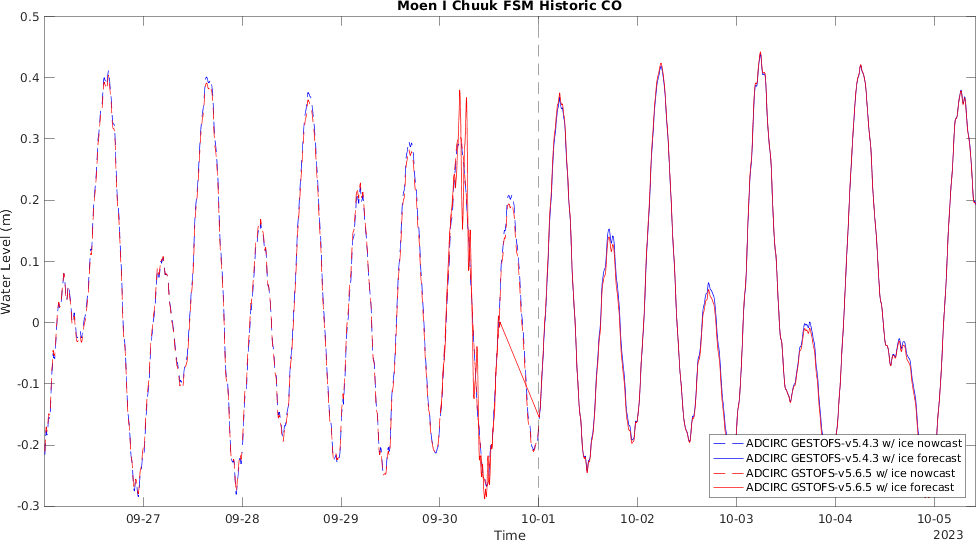 Moen I Chuuk FSM Historic CO
0.5
0.4
0.3
0.2
0.1
0
-0.1
-0.2
-0.3
Water Level (m)
ADCIRC GESTOFS-v5.4.3 w/ ice nowcast
ADCIRC GESTOFS-v5.4.3 w/ ice forecast
ADCIRC GSTOFS-v5.6.5 w/ ice nowcast
ADCIRC GSTOFS-v5.6.5 w/ ice forecast
09-27 09-28 09-29 09-30 10-01 10-02 10-03 10-04 10-05
Time
2023